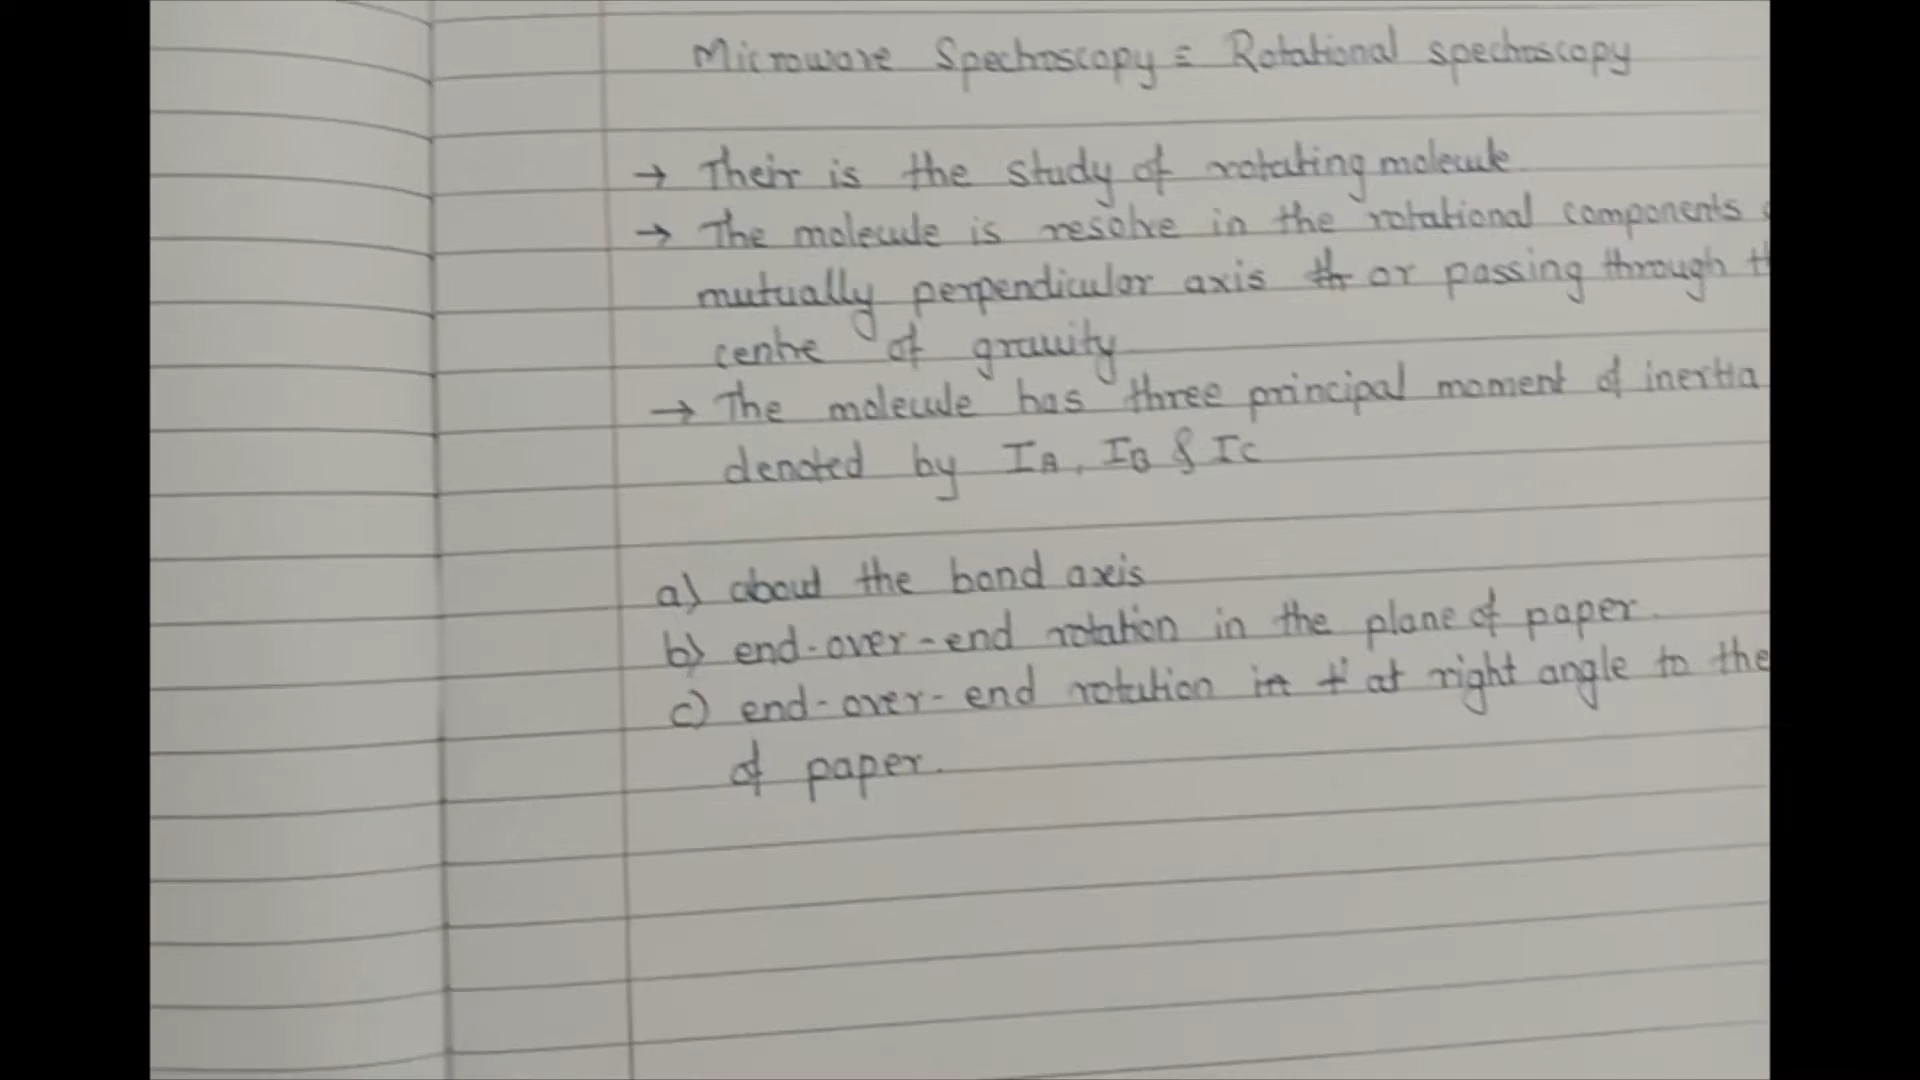 Microwave Spectroscopy = Rotational spectroscopy
→ Their is the study of rotating molecule
→ The molecule is resolve in the rotational components
mutually perpendicular axis or passing through
centre of gravity
→ The molecule has three principal moment of inertia
denoted by IA, IB & IC
a) about the bond axis
b) end-over-end rotation in the plane of paper.
c) end-over-end rotation at right angle to the
of paper.